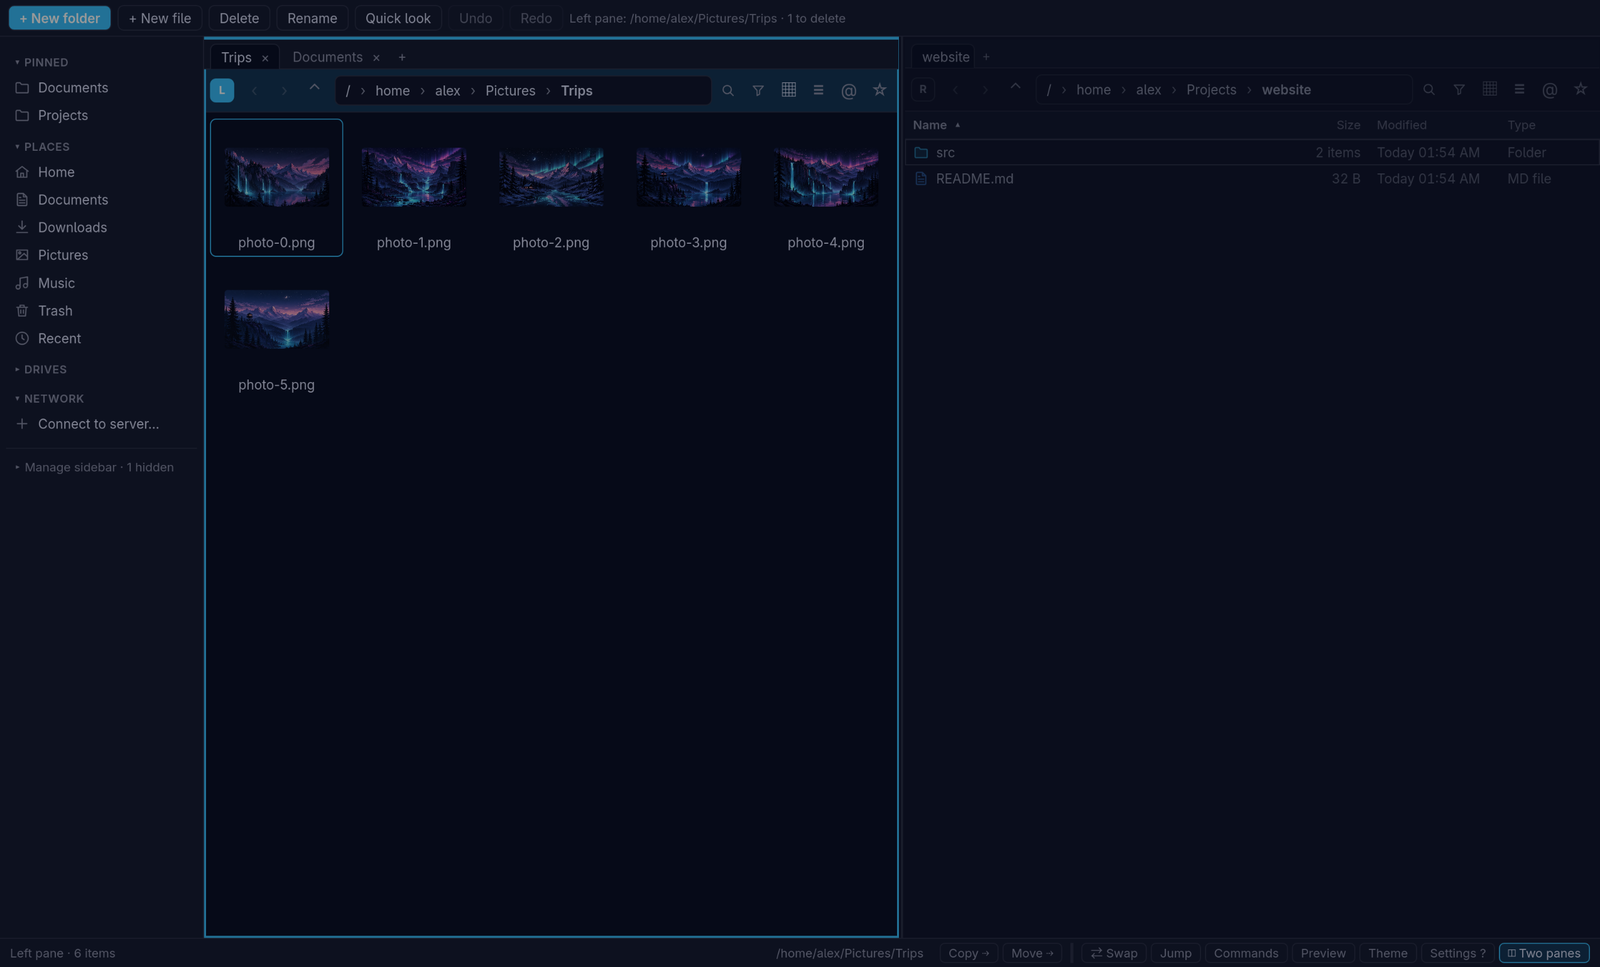 + New folder
+ New file
Delete
Rename
Quick look
Undo
Redo
Left pane: /home/alex/Pictures/Trips · 1 to delete
PINNED
Documents
Projects
PLACES
Home
Documents
Downloads
Pictures
Music
Trash
Recent
DRIVES
NETWORK
+ Connect to server...
Manage sidebar · 1 hidden
Trips ×
Documents ×
+
L
/ › home › alex › Pictures › Trips
@
photo-0.png
photo-1.png
photo-2.png
photo-3.png
photo-4.png
photo-5.png
website
+
R
/ › home › alex › Projects › website
@
Name
Size
Modified
Type
src
2 items
Today 01:54 AM
Folder
README.md
32 B
Today 01:54 AM
MD file
Left pane · 6 items
/home/alex/Pictures/Trips
Copy →
Move →
⇄ Swap
Jump
Commands
Preview
Theme
Settings ?
Two panes